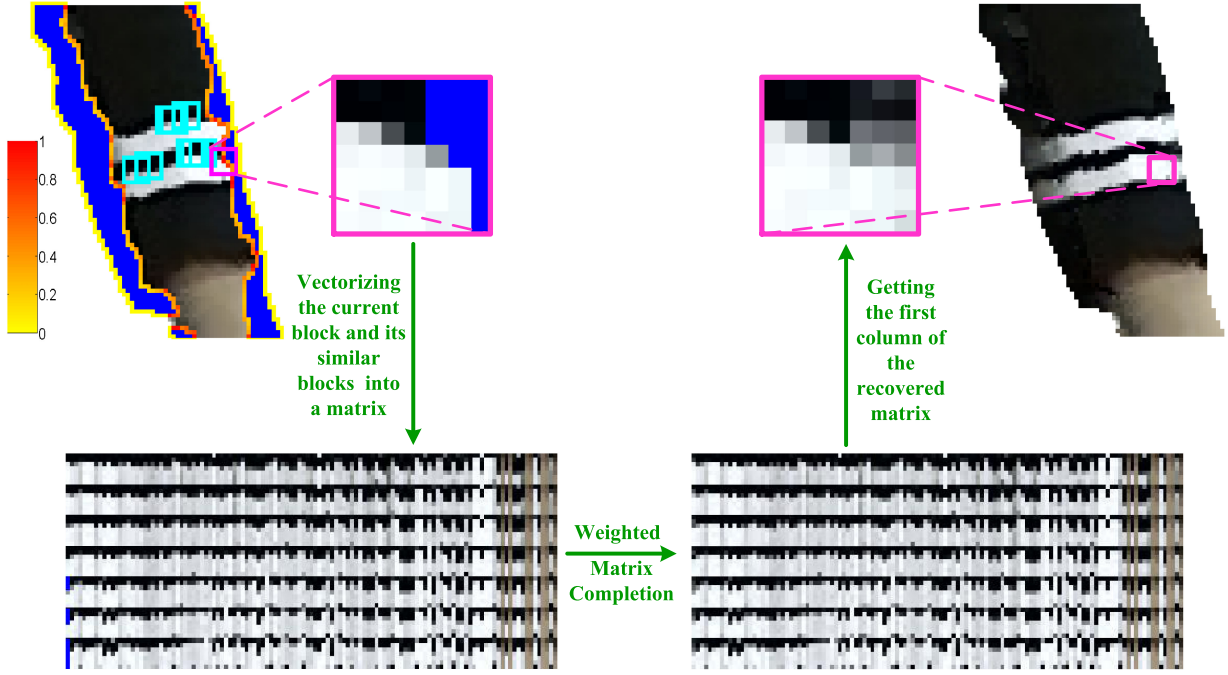 1
0.8
0.6
0.4
0.2
0
Vectorizing
the current
block and its
similar
blocks into
a matrix
Getting
the first
column of
the
recovered
matrix
Weighted
Matrix
Completion